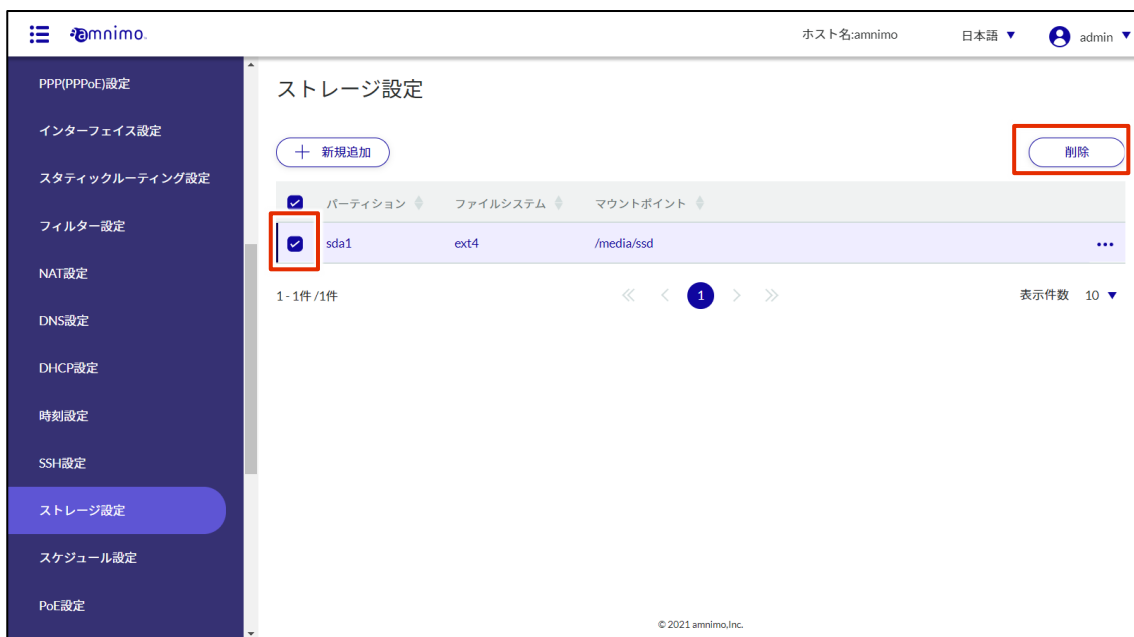 amnimo
ホスト名:amnimo
日本語 ▼
admin ▼
PPP(PPPoE)設定
インターフェイス設定
スタティックルーティング設定
フィルター設定
NAT設定
DNS設定
DHCP設定
時刻設定
SSH設定
ストレージ設定
スケジュール設定
PoE設定
ストレージ設定
+ 新規追加
削除
パーティション ファイルシステム マウントポイント
sda1 ext4 /media/ssd •••
1 - 1件 /1件
« < 1 > »
表示件数 10 ▼
© 2021 amnimo,Inc.